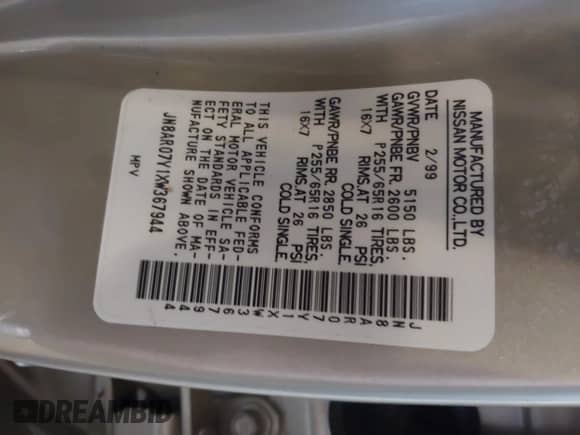 MANUFACTURED BY
NISSAN MOTOR CO.,LTD.
DATE 2/99
GVWR/PNBV 5150 LBS.
GAWR/PNBE FR. 2600 LBS.
WITH P255/65R16 TIRES,
16X7 RIMS,AT 26 PSI
COLD SINGLE.
GAWR/PNBE RR. 2850 LBS.
WITH P255/65R16 TIRES,
16X7 RIMS,AT 26 PSI
COLD SINGLE.
THIS VEHICLE CONFORMS
TO ALL APPLICABLE FED-
ERAL MOTOR VEHICLE SA-
FETY STANDARDS IN EFF-
ECT ON THE DATE OF MA-
NUFACTURE SHOWN ABOVE.
JN8AR07Y1XW367944
MPV
JN8AR07Y1XW367944
DREAMBID